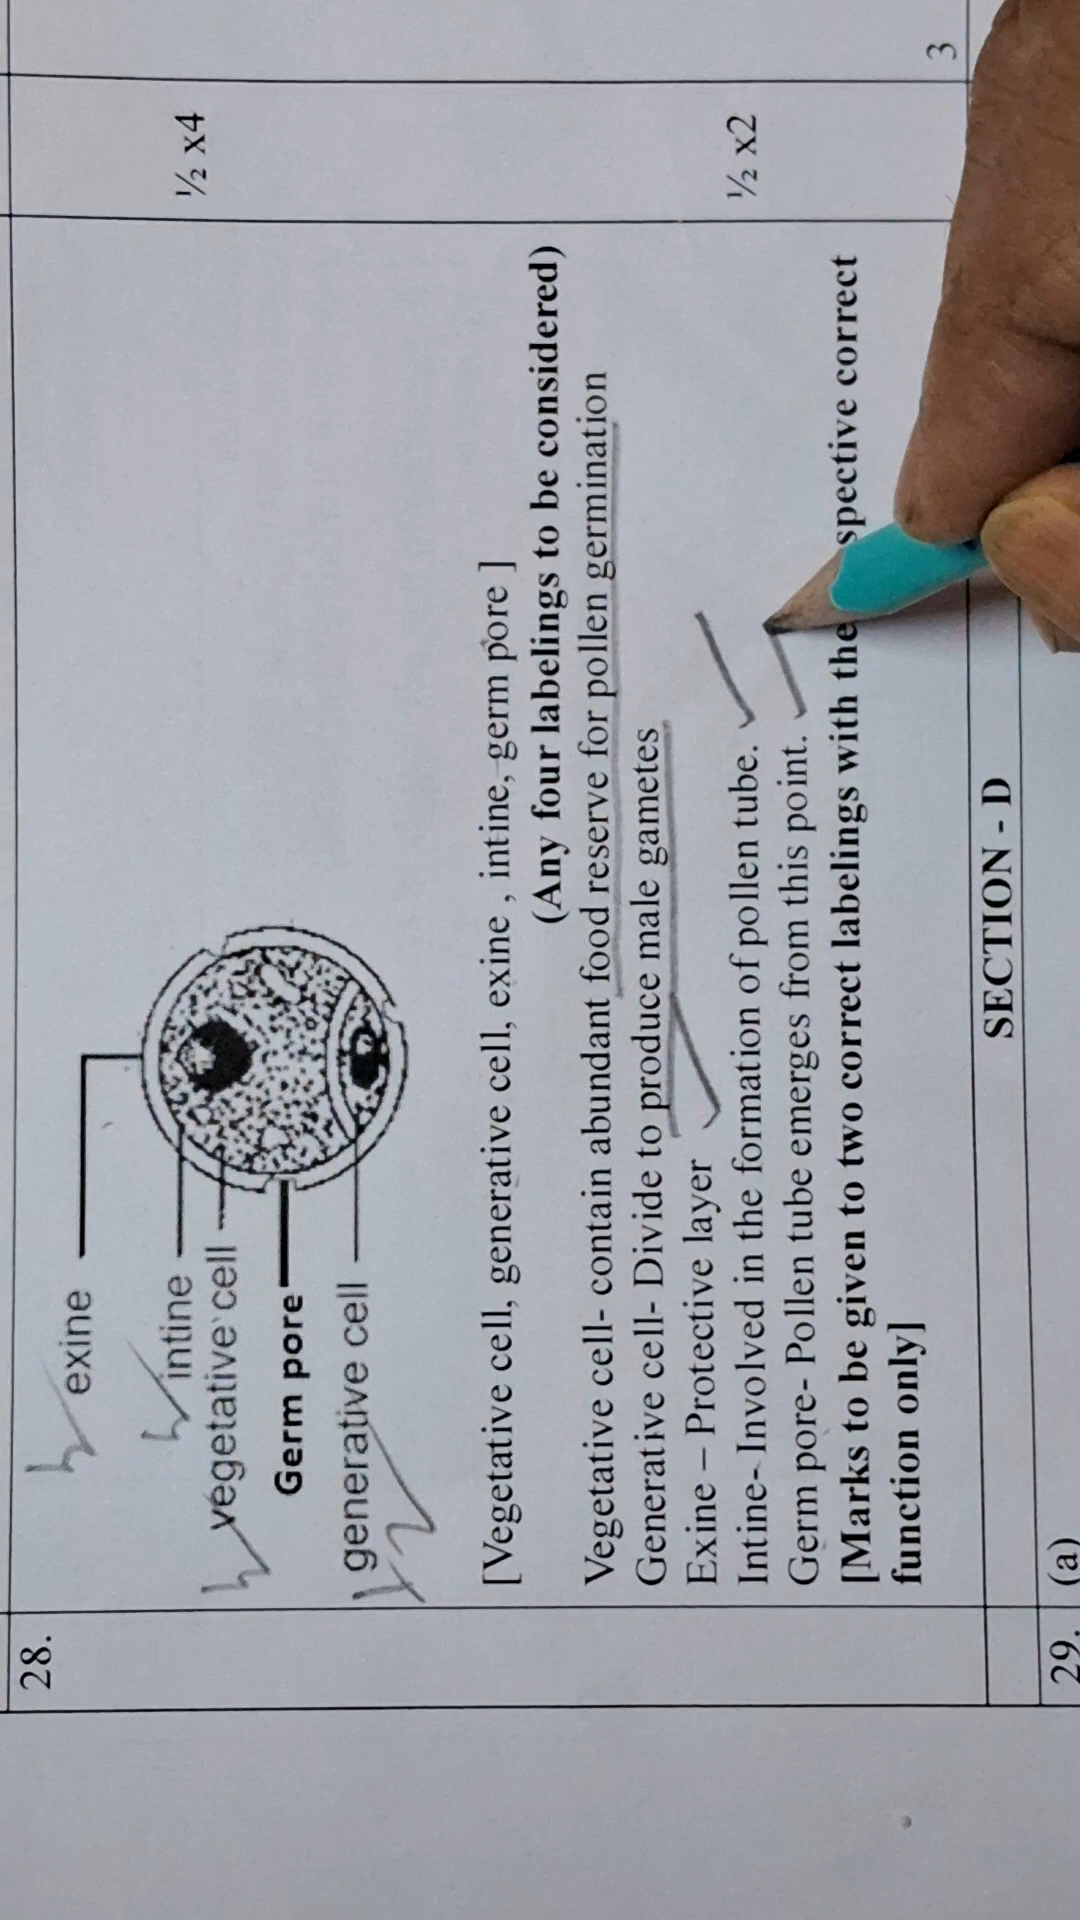 28.
exine
intine
vegetative cell
Germ pore
generative cell
½ x4
[Vegetative cell, generative cell, exine , intine, germ pore ]
(Any four labelings to be considered)
Vegetative cell- contain abundant food reserve for pollen germination
Generative cell- Divide to produce male gametes
Exine – Protective layer
Intine- Involved in the formation of pollen tube.
½ x2
Germ pore- Pollen tube emerges from this point.
[Marks to be given to two correct labelings with the spective correct
function only]
3
SECTION - D
29. (a)